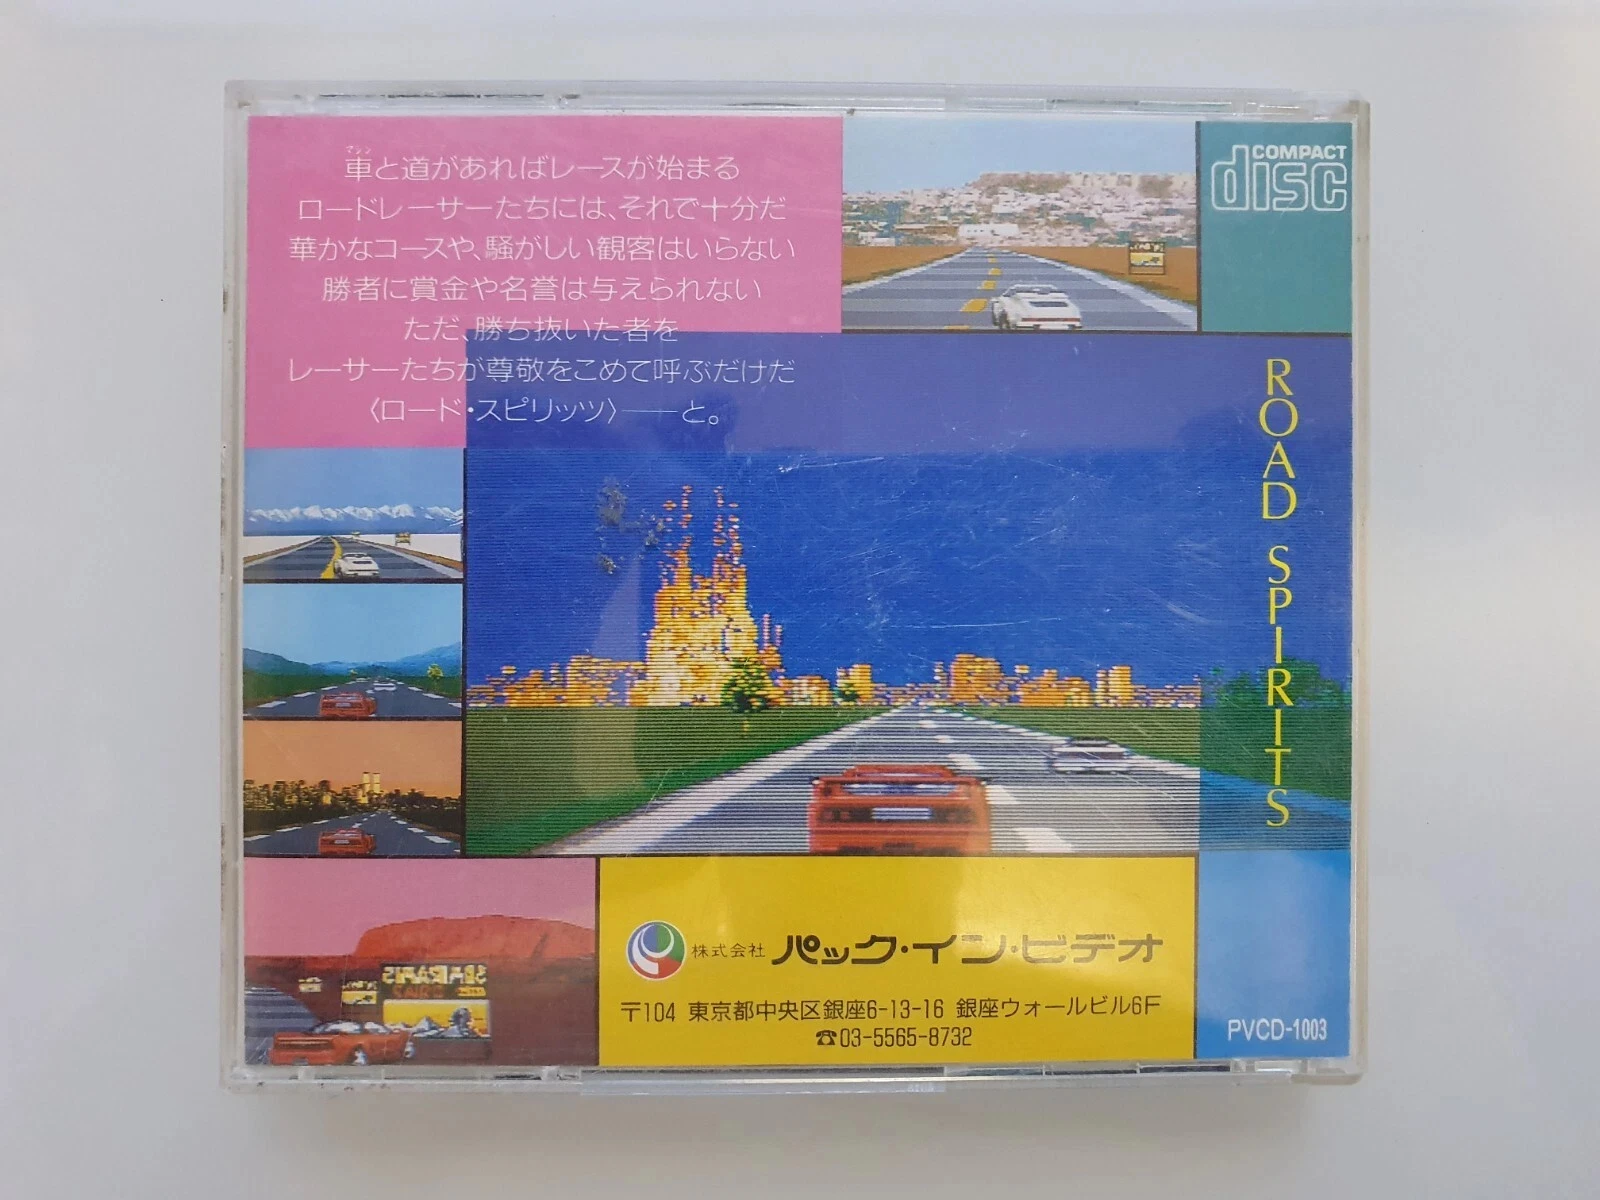 マシン
車と道があればレースが始まる
ロードレーサーたちには、それで十分だ
華かなコースや、騒がしい観客はいらない
勝者に賞金や名誉は与えられない
ただ、勝ち抜いた者を
レーサーたちが尊敬をこめて呼ぶだけだ
〈ロード・スピリッツ〉――と。
COMPACT
disc
ROAD SPIRITS
株式会社 パック・イン・ビデオ
〒104 東京都中央区銀座6-13-16 銀座ウォールビル6F
☎03-5565-8732
PVCD-1003